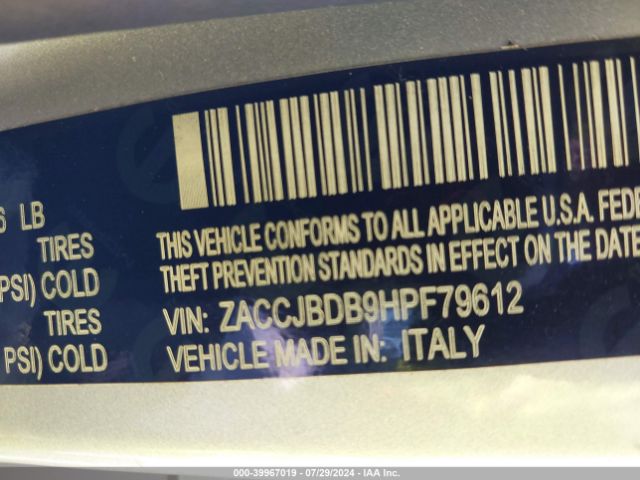 6 LB
TIRES
PSI) COLD
TIRES
PSI) COLD
THIS VEHICLE CONFORMS TO ALL APPLICABLE U.S.A. FEDE
THEFT PREVENTION STANDARDS IN EFFECT ON THE DATE
VIN: ZACCJBDB9HPF79612
VEHICLE MADE IN: ITALY
000-39967019 / 07/29/2024 - IAA Inc.